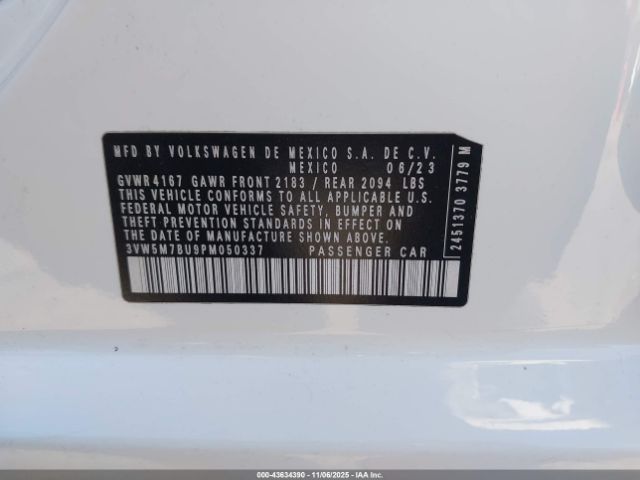 MFD BY VOLKSWAGEN DE MEXICO S.A. DE C.V.
MEXICO 06/23
GVWR 4167 GAWR FRONT 2183 / REAR 2094 LBS
THIS VEHICLE CONFORMS TO ALL APPLICABLE U.S.
FEDERAL MOTOR VEHICLE SAFETY, BUMPER AND
THEFT PREVENTION STANDARDS IN EFFECT ON
THE DATE OF MANUFACTURE SHOWN ABOVE.
3VW5M7BU9PM050337 PASSENGER CAR
2451370 3779 M
000-43634390 - 11/06/2025 - IAA